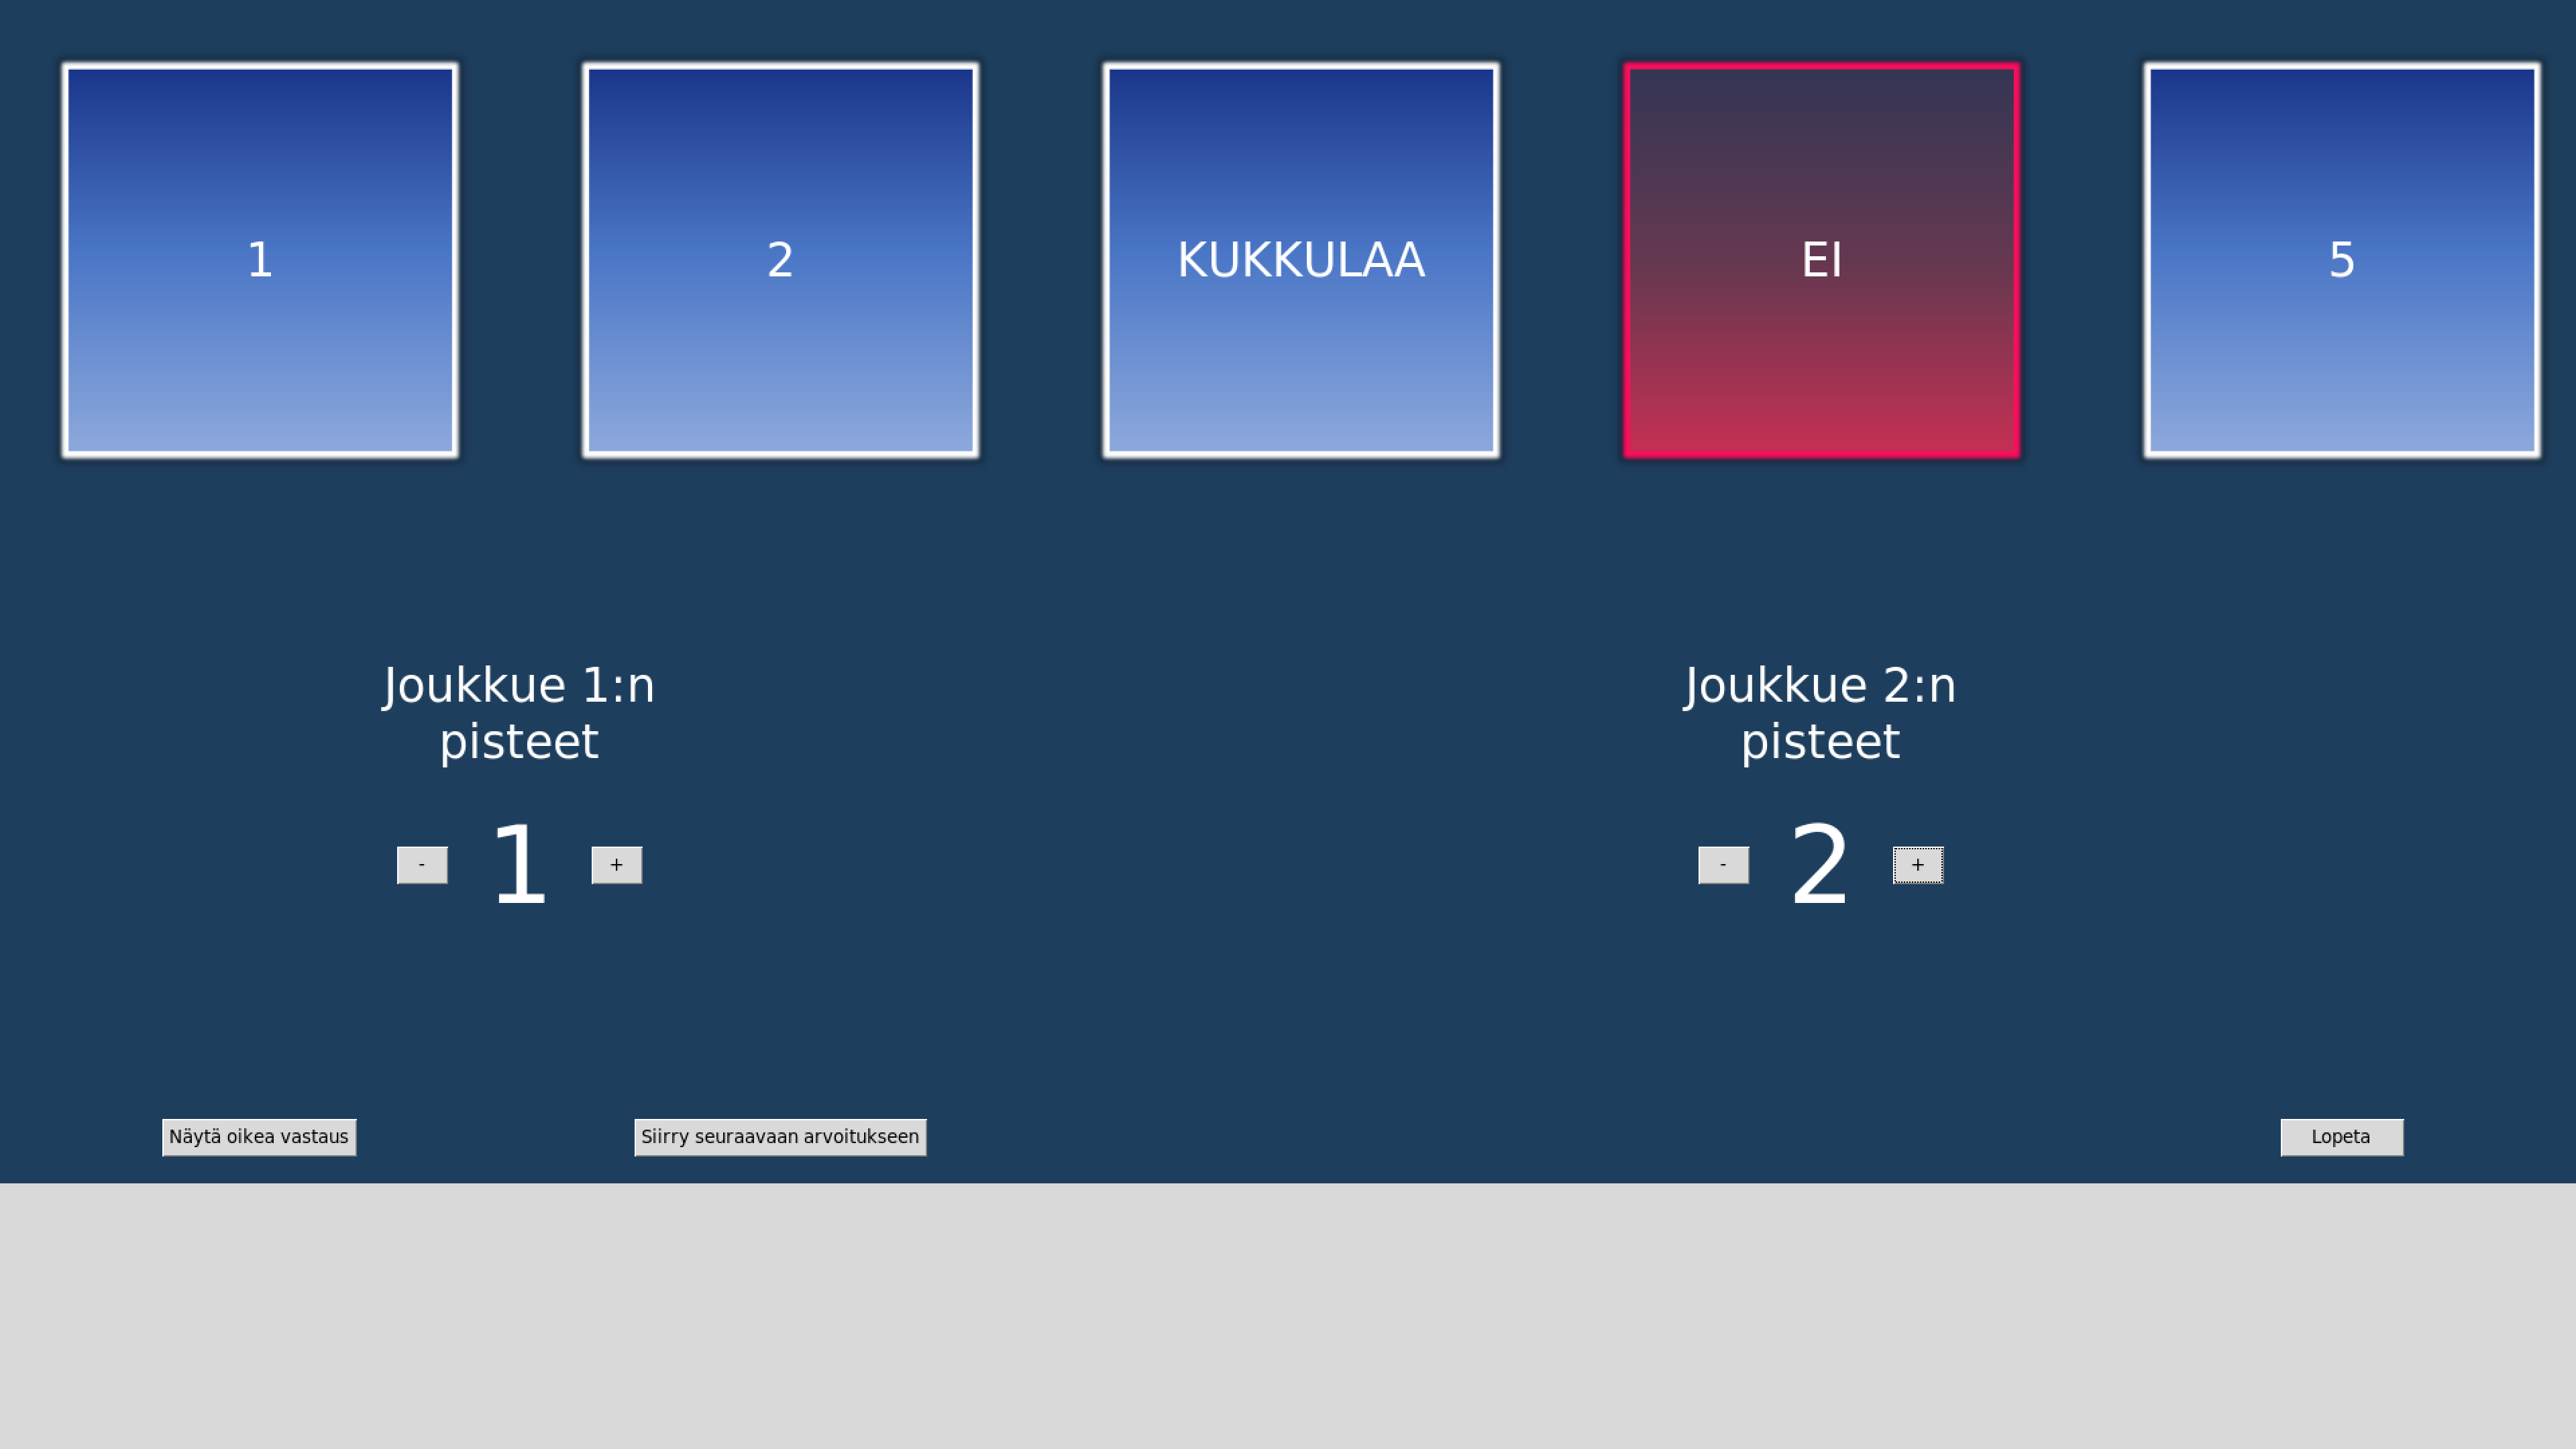 1
2
KUKKULAA
EI
5
Joukkue 1:n
pisteet
Joukkue 2:n
pisteet
-
1
+
-
2
+
Näytä oikea vastaus
Siirry seuraavaan arvoitukseen
Lopeta